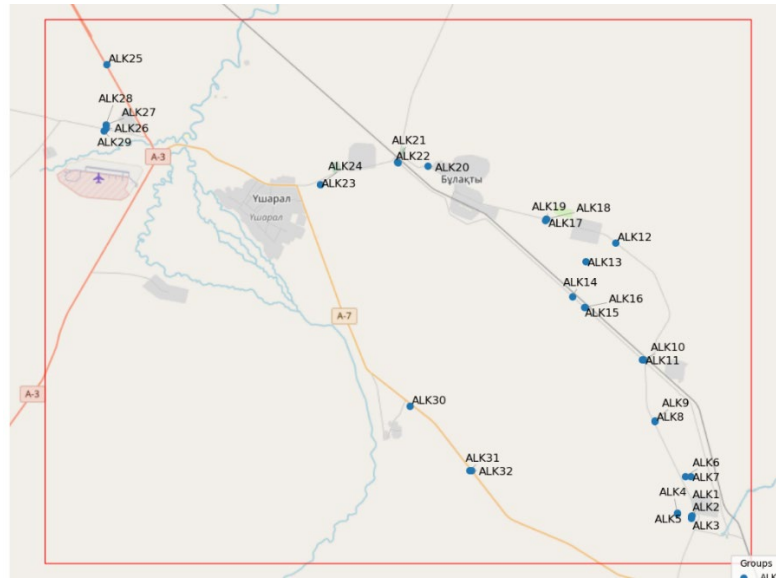 ALK25
ALK28
ALK27
ALK26
ALK29
A-3
ALK21
ALK22
ALK24
ALK23
ALK20
Бұлақты
Үшарал
Үшарал
ALK19
ALK18
ALK17
ALK12
ALK13
ALK14
ALK16
ALK15
A-7
ALK10
ALK11
A-3
ALK30
ALK9
ALK8
ALK31
ALK32
ALK6
ALK7
ALK4
ALK1
ALK2
ALK5
ALK3
Groups